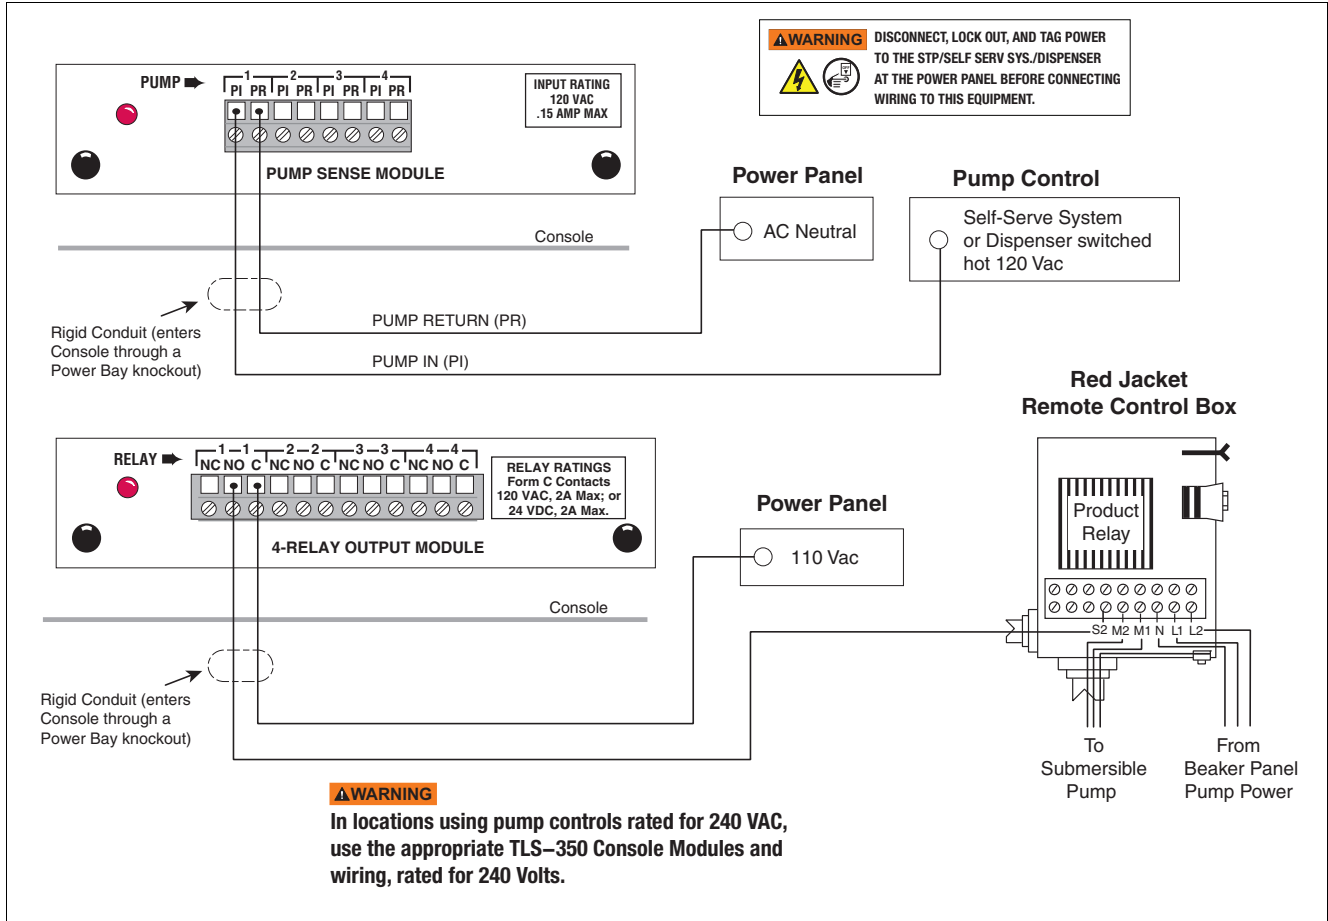 WARNING
DISCONNECT, LOCK OUT, AND TAG POWER
TO THE STP/SELF SERV SYS./DISPENSER
AT THE POWER PANEL BEFORE CONNECTING
WIRING TO THIS EQUIPMENT.
PUMP
1 2 3 4
PI PR PI PR PI PR PI PR
INPUT RATING
120 VAC
.15 AMP MAX
PUMP SENSE MODULE
Power Panel
AC Neutral
Pump Control
Self-Serve System
or Dispenser switched
hot 120 Vac
Console
Rigid Conduit (enters
Console through a
Power Bay knockout)
PUMP RETURN (PR)
PUMP IN (PI)
Red Jacket
Remote Control Box
RELAY
1 1 2 2 3 3 4 4
NC NO C NC NO C NC NO C NC NO C
RELAY RATINGS
Form C Contacts
120 VAC, 2A Max; or
24 VDC, 2A Max.
4-RELAY OUTPUT MODULE
Power Panel
110 Vac
Product
Relay
S2 M2 M1 N L1 L2
Console
Rigid Conduit (enters
Console through a
Power Bay knockout)
To
Submersible
Pump
From
Beaker Panel
Pump Power
WARNING
In locations using pump controls rated for 240 VAC,
use the appropriate TLS–350 Console Modules and
wiring, rated for 240 Volts.